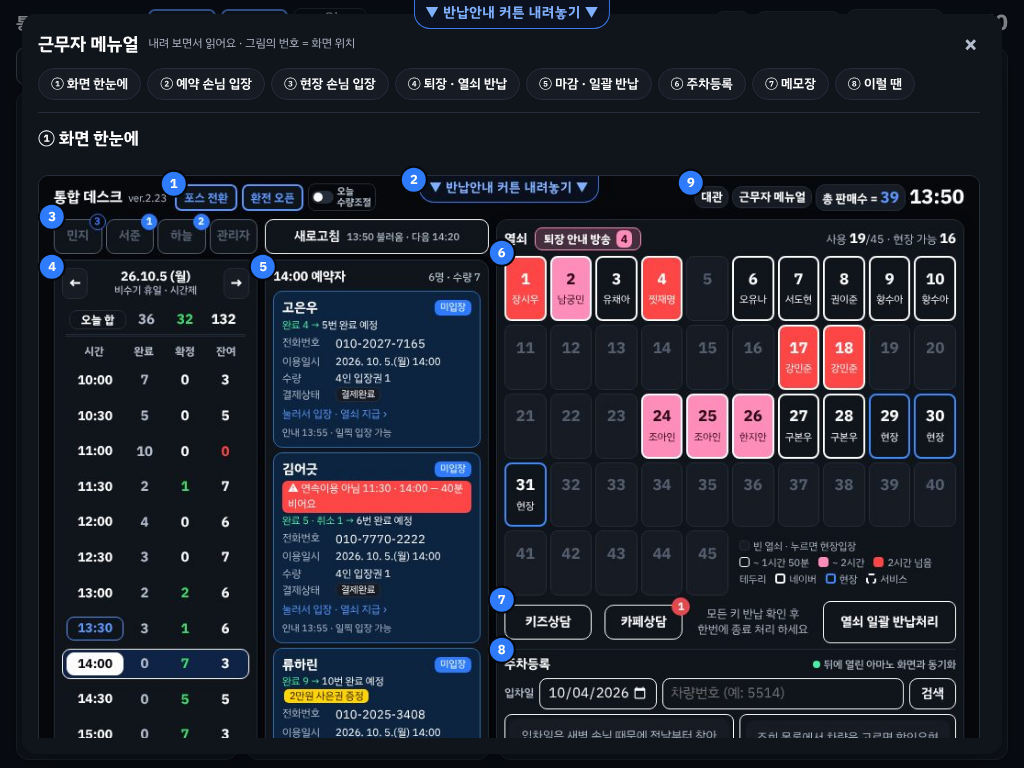 ▼ 반납안내 커튼 내려놓기 ▼
근무자 메뉴얼 내려 보면서 읽어요 · 그림의 번호 = 화면 위치 ×
① 화면 한눈에 ② 예약 손님 입장 ③ 현장 손님 입장 ④ 퇴장 · 열쇠 반납 ⑤ 마감 · 일괄 반납 ⑥ 주차등록 ⑦ 메모장 ⑧ 이럴 땐
① 화면 한눈에
통합 데스크 ver.2.23 1 포스 전환 환전 오픈 오늘 수량조절 2 ▼ 반납안내 커튼 내려놓기 ▼ 9 대관 근무자 메뉴얼 총 판매수 = 39 13:50
3 민지 3 서준 1 하늘 2 관리자
새로고침 13:50 불러옴 · 다음 14:20
4
← 26.10.5 (월) →
비수기 휴일 · 시간제
오늘 합 36 32 132
시간 완료 확정 잔여
10:00 7 0 3
10:30 5 0 5
11:00 10 0 0
11:30 2 1 7
12:00 4 0 6
12:30 3 0 7
13:00 2 2 6
13:30 3 1 6
14:00 0 7 3
14:30 0 5 5
15:00 0 7 3
5
14:00 예약자 6명 · 수량 7
고은우 미입장
완료 4 → 5번 완료 예정
전화번호 010-2027-7165
이용일시 2026. 10. 5.(월) 14:00
수량 4인 입장권 1
결제상태 결제완료
눌러서 입장 · 열쇠 지급 ›
안내 13:55 · 일찍 입장 가능
김어긋 미입장
⚠ 연속이용 아님 11:30 · 14:00 — 40분
비어요
완료 5 · 취소 1 → 6번 완료 예정
전화번호 010-7770-2222
이용일시 2026. 10. 5.(월) 14:00
수량 4인 입장권 1
결제상태 결제완료
눌러서 입장 · 열쇠 지급 ›
안내 13:55 · 일찍 입장 가능
류하린 미입장
완료 9 → 10번 완료 예정
2만원 사은권 증정
전화번호 010-2025-3408
이용일시 2026. 10. 5.(월) 14:00
열쇠 퇴장 안내 방송 4 사용 19/45 · 현장 가능 16
6
1 2 3 4 5 6 7 8 9 10
장시우 남궁민 유채아 찟재명 오유나 서도현 권이준 황수아 황수아
11 12 13 14 15 16 17 18 19 20
강민준 강민준
21 22 23 24 25 26 27 28 29 30
조아인 조아인 한지안 구본우 구본우 현장 현장
31 32 33 34 35 36 37 38 39 40
현장
41 42 43 44 45
빈 열쇠 · 누르면 현장입장
~ 1시간 50분 ~ 2시간 2시간 넘음
테두리 네이버 현장 서비스
7
키즈상담 카페상담 1
모든 키 반납 확인 후
한번에 종료 처리 하세요
열쇠 일괄 반납처리
8
주차등록 뒤에 열린 아마노 화면과 동기화
입차일 10/04/2026 차량번호 (예: 5514) 검색
입차일은 새벽 손님 때문에 전날부터 찾아
조회 목록에서 차량을 고르면 할인유형